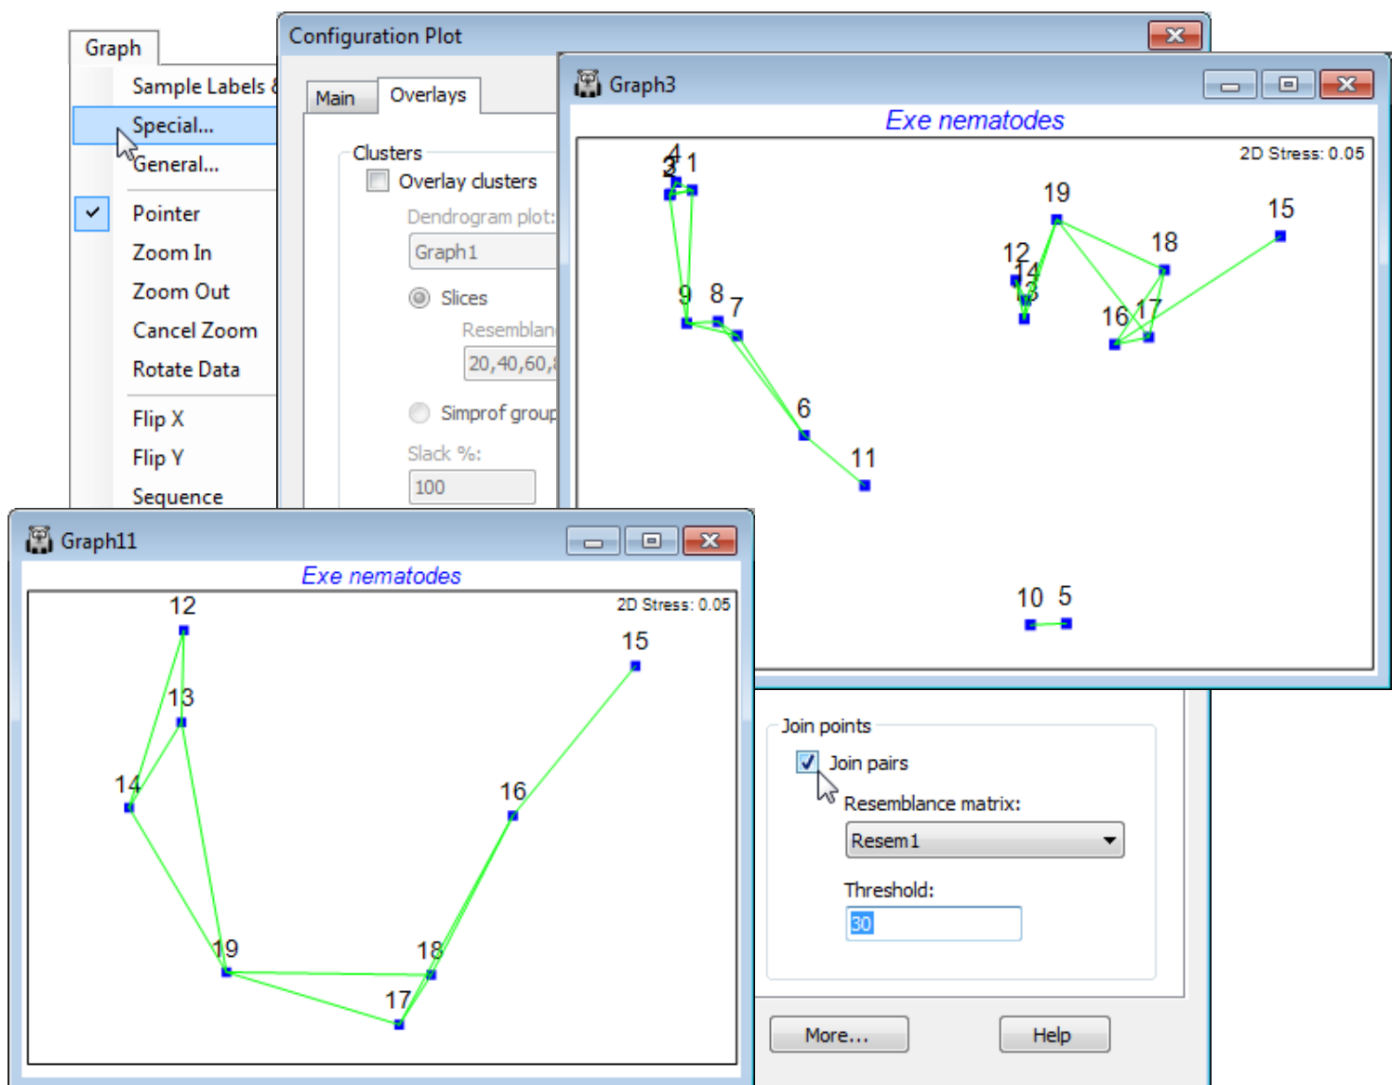 Graph
Sample Labels &
Special...
General...
Pointer
Zoom In
Zoom Out
Cancel Zoom
Rotate Data
Flip X
Flip Y
Sequence
Configuration Plot
Main
Overlays
Clusters
Overlay clusters
Dendrogram plot:
Graph1
Slices
20,40,60,
Simprof
Slack %:
100
Graph3
Exe nematodes
2D Stress: 0.05
4
1
19
15
12
18
14
9
8
7
16
17
6
11
10
5
Graph11
Exe nematodes
2D Stress: 0.05
12
15
13
14
16
19
18
17
Join points
Join pairs
Resemblance matrix:
Resem1
Threshold:
30
More...
Help